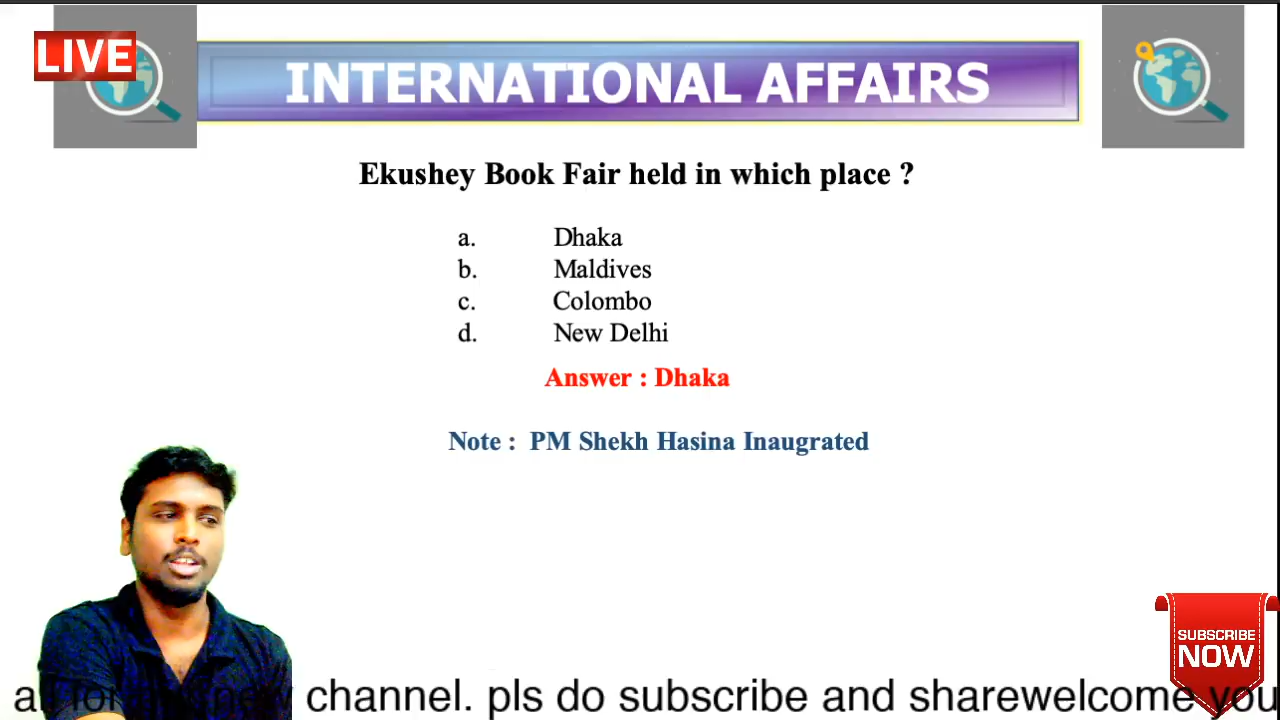 LIVE
INTERNATIONAL AFFAIRS
Ekushey Book Fair held in which place ?
a. Dhaka
b. Maldives
c. Colombo
d. New Delhi
Answer : Dhaka
Note : PM Shekh Hasina Inaugrated
SUBSCRIBE
NOW
channel. pls do subscribe and sharewelcome you